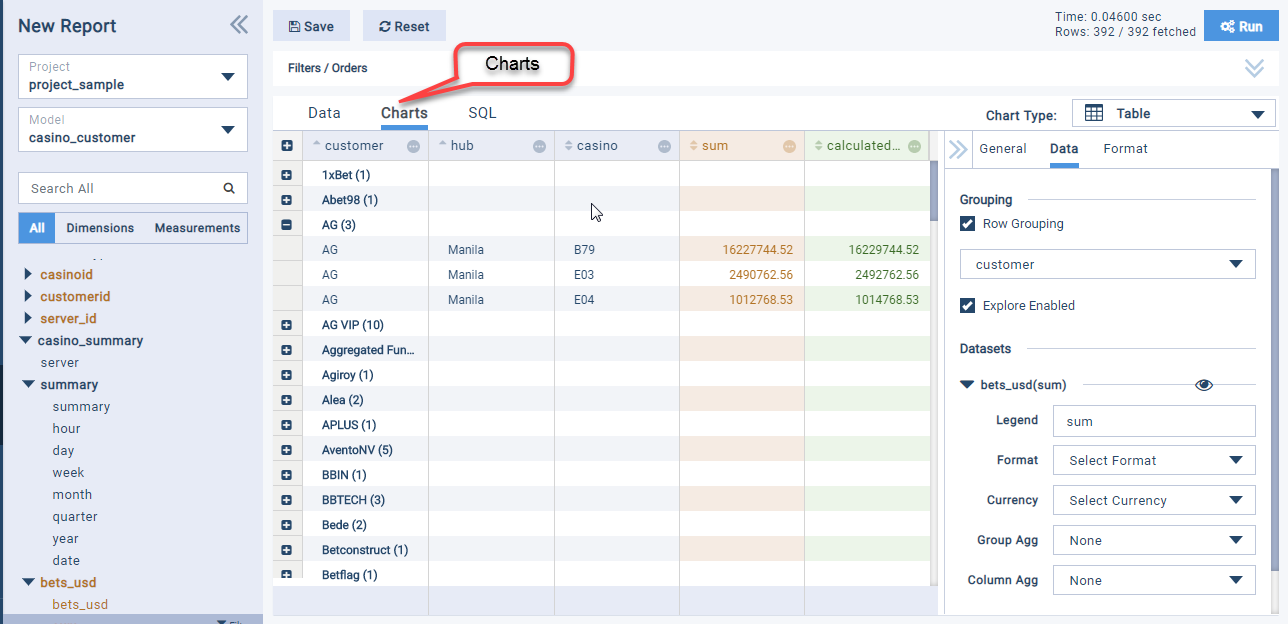 New Report
Project
project_sample
Model
casino_customer
Search All
All Dimensions Measurements
casinoid
customerid
server_id
casino_summary
server
summary
summary
hour
day
week
month
quarter
year
date
bets_usd
bets_usd
Save Reset
Time: 0.04600 sec
Rows: 392 / 392 fetched
Run
Filters / Orders
Charts
Data Charts SQL
Chart Type: Table
customer hub casino sum calculated...
1xBet (1)
Abet98 (1)
AG (3)
AG Manila B79 16227744.52 16229744.52
AG Manila E03 2490762.56 2492762.56
AG Manila E04 1012768.53 1014768.53
AG VIP (10)
Aggregated Fun...
Agiroy (1)
Alea (2)
APLUS (1)
AventoNV (5)
BBIN (1)
BBTECH (3)
Bede (2)
Betconstruct (1)
Betflag (1)
General Data Format
Grouping
Row Grouping
customer
Explore Enabled
Datasets
bets_usd(sum)
Legend sum
Format Select Format
Currency Select Currency
Group Agg None
Column Agg None